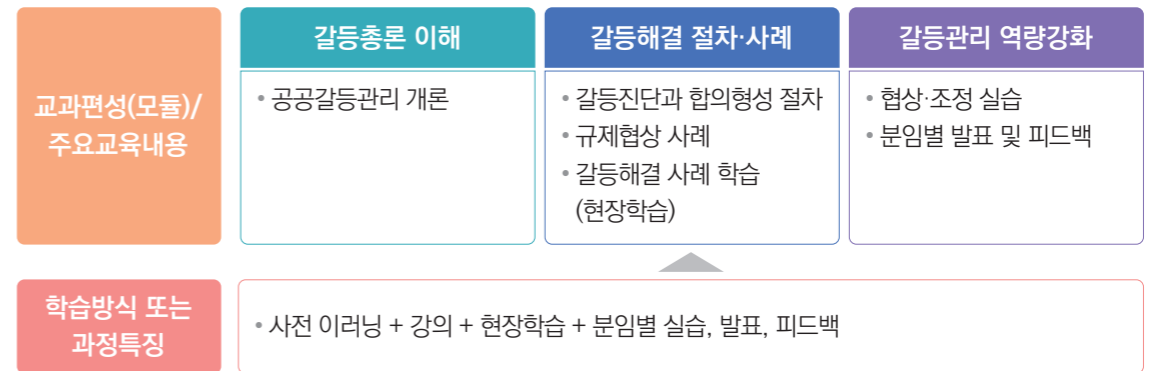 교과편성(모듈)/
주요교육내용
갈등총론 이해
• 공공갈등관리 개론
갈등해결 절차·사례
• 갈등진단과 합의형성 절차
• 규제협상 사례
• 갈등해결 사례 학습
(현장학습)
갈등관리 역량강화
• 협상·조정 실습
• 분임별 발표 및 피드백
학습방식 또는
과정특징
• 사전 이러닝 + 강의 + 현장학습 + 분임별 실습, 발표, 피드백